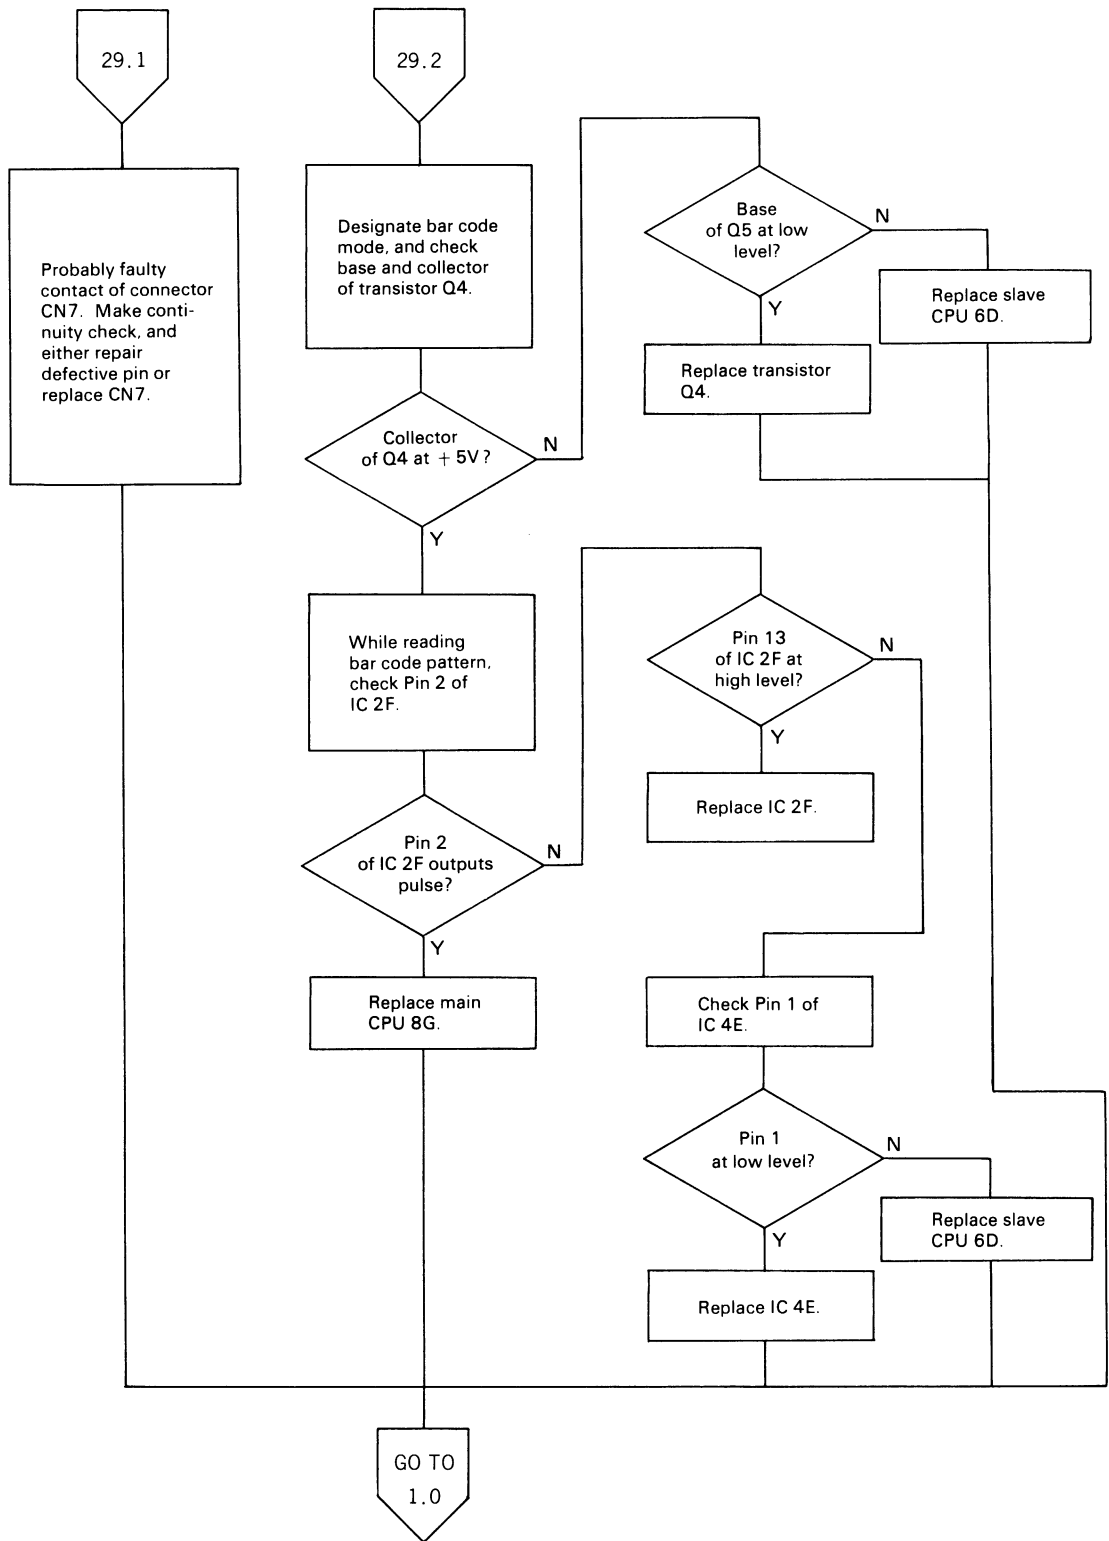 29.1
29.2
Probably faulty
contact of connector
CN7. Make conti-
nuity check, and
either repair
defective pin or
replace CN7.
Designate bar code
mode, and check
base and collector
of transistor Q4.
Base
of Q5 at low
level?
N
Y
Replace slave
CPU 6D.
Replace transistor
Q4.
Collector
of Q4 at + 5V?
N
Y
While reading
bar code pattern,
check Pin 2 of
IC 2F.
Pin 13
of IC 2F at
high level?
N
Y
Replace IC 2F.
Pin 2
of IC 2F outputs
pulse?
N
Y
Replace main
CPU 8G.
Check Pin 1 of
IC 4E.
Pin 1
at low level?
N
Y
Replace slave
CPU 6D.
Replace IC 4E.
GO TO
1.0